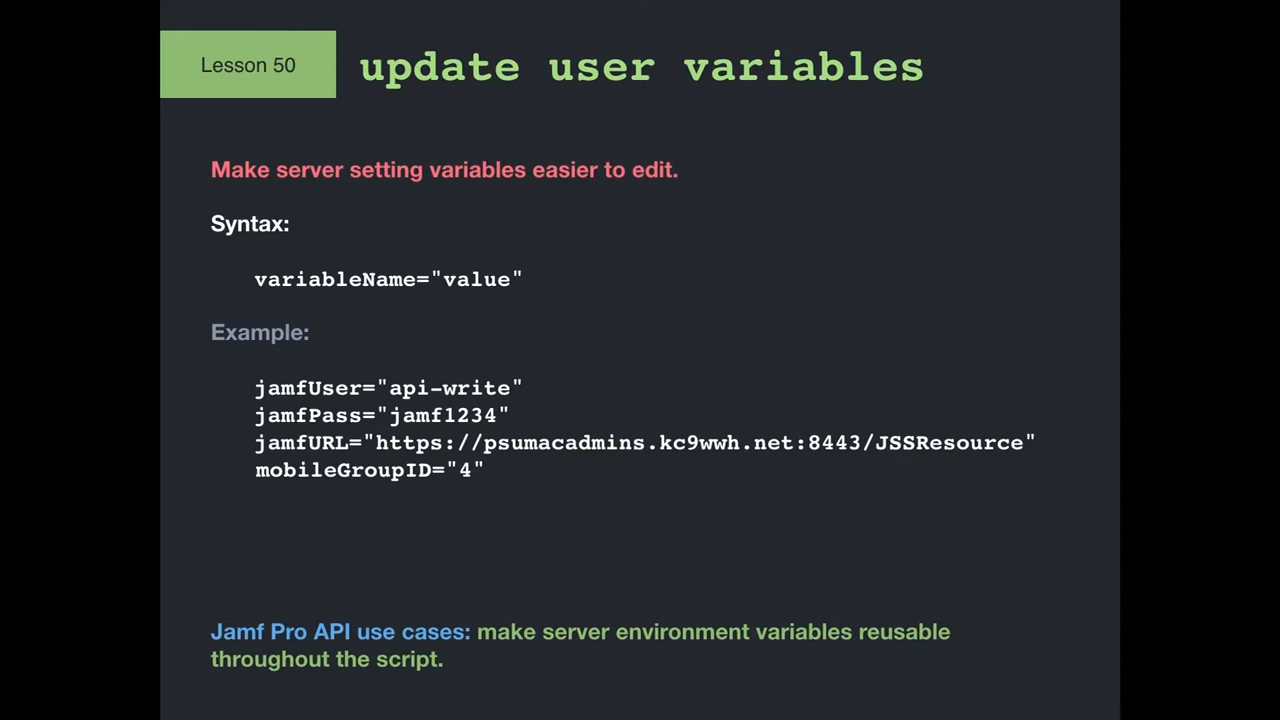 Lesson 50
update user variables
Make server setting variables easier to edit.
Syntax:
variableName="value"
Example:
jamfUser="api-write"
jamfPass="jamf1234"
jamfURL="https://psumacadmins.kc9wwh.net:8443/JSSResource"
mobileGroupID="4"
Jamf Pro API use cases: make server environment variables reusable
throughout the script.